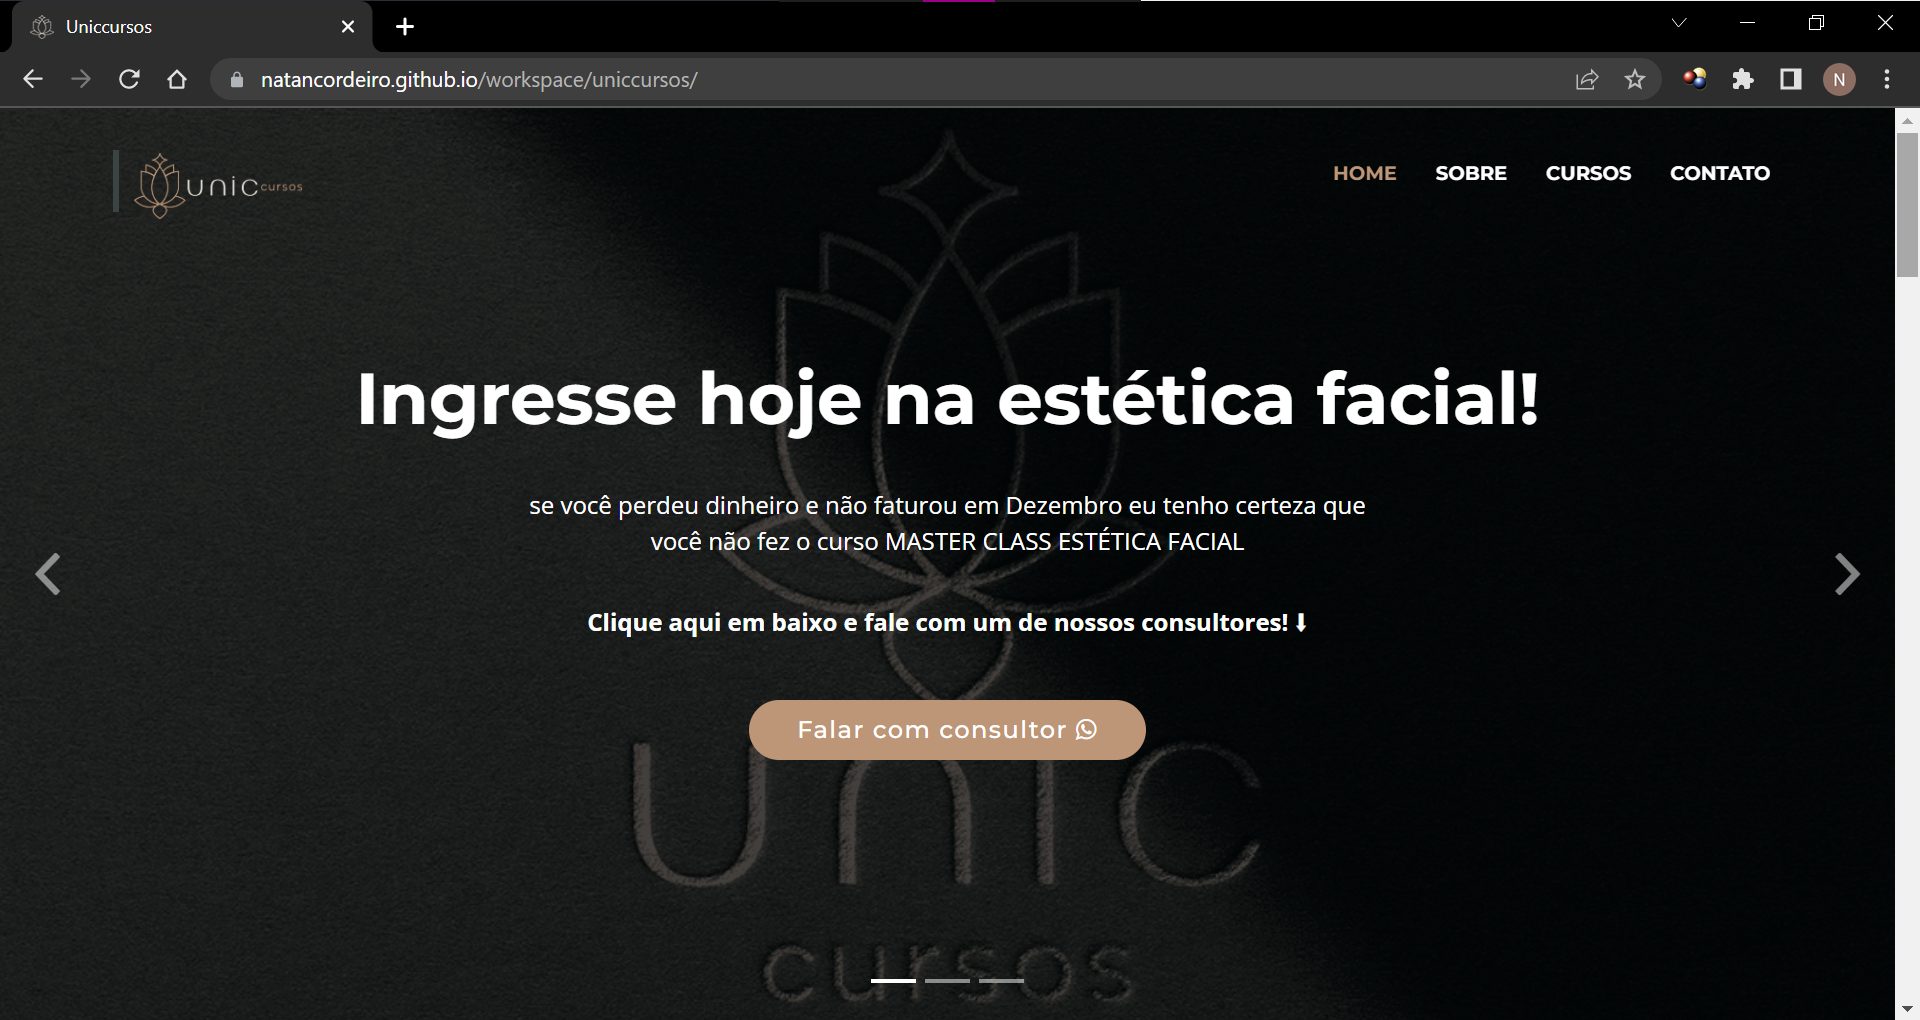 Uniccursos
natancordeiro.github.io/workspace/uniccursos/
N
unic cursos
HOME SOBRE CURSOS CONTATO
Ingresse hoje na estética facial!
se você perdeu dinheiro e não faturou em Dezembro eu tenho certeza que
você não fez o curso MASTER CLASS ESTÉTICA FACIAL
Clique aqui em baixo e fale com um de nossos consultores! ⬇
Falar com consultor
unic
cursos